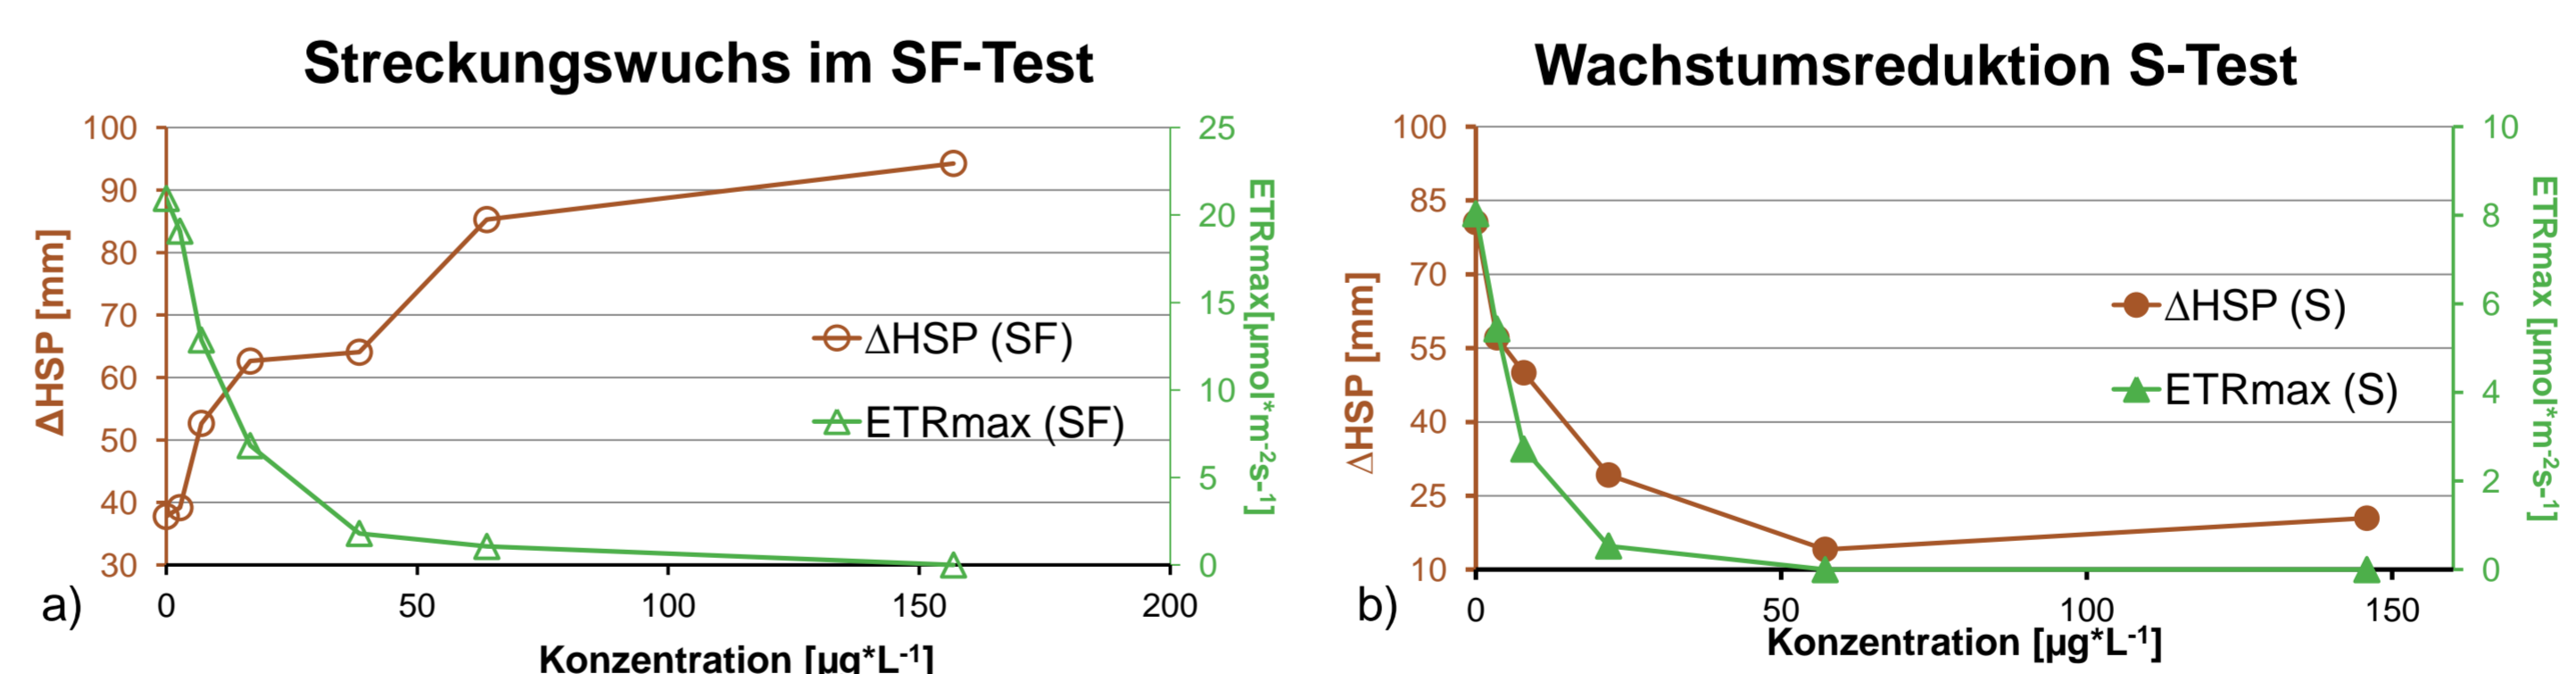 Streckungswuchs im SF-Test
100
90
80
70
60
50
40
30
ΔHSP [mm]
25
20
15
10
5
0
ETRmax[µmol*m-2s-1]
ΔHSP (SF)
ETRmax (SF)
0 50 100 150 200
Konzentration [µg*L-1]
a)
Wachstumsreduktion S-Test
100
85
70
55
40
25
10
ΔHSP [mm]
10
8
6
4
2
0
ETRmax [µmol*m-2s-1]
ΔHSP (S)
ETRmax (S)
0 50 100 150
Konzentration [µg*L-1]
b)